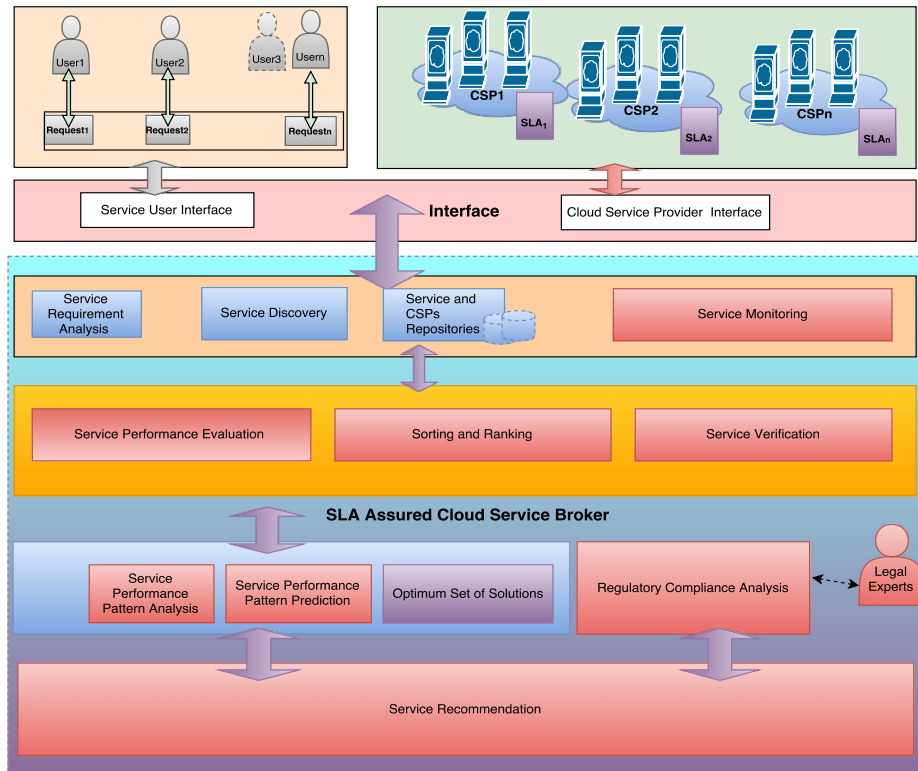 User1
User2
User3
Usern
Request1
Request2
Requestn
CSP1
CSP2
CSPn
SLA1
SLA2
SLAn
Interface
Service User Interface
Cloud Service Provider Interface
Service
Requirement
Analysis
Service Discovery
Service and
CSPs
Repositories
Service Monitoring
Service Performance Evaluation
Sorting and Ranking
Service Verification
SLA Assured Cloud Service Broker
Service
Performance
Pattern Analysis
Service Performance
Pattern Prediction
Optimum Set of Solutions
Regulatory Compliance Analysis
Legal
Experts
Service Recommendation